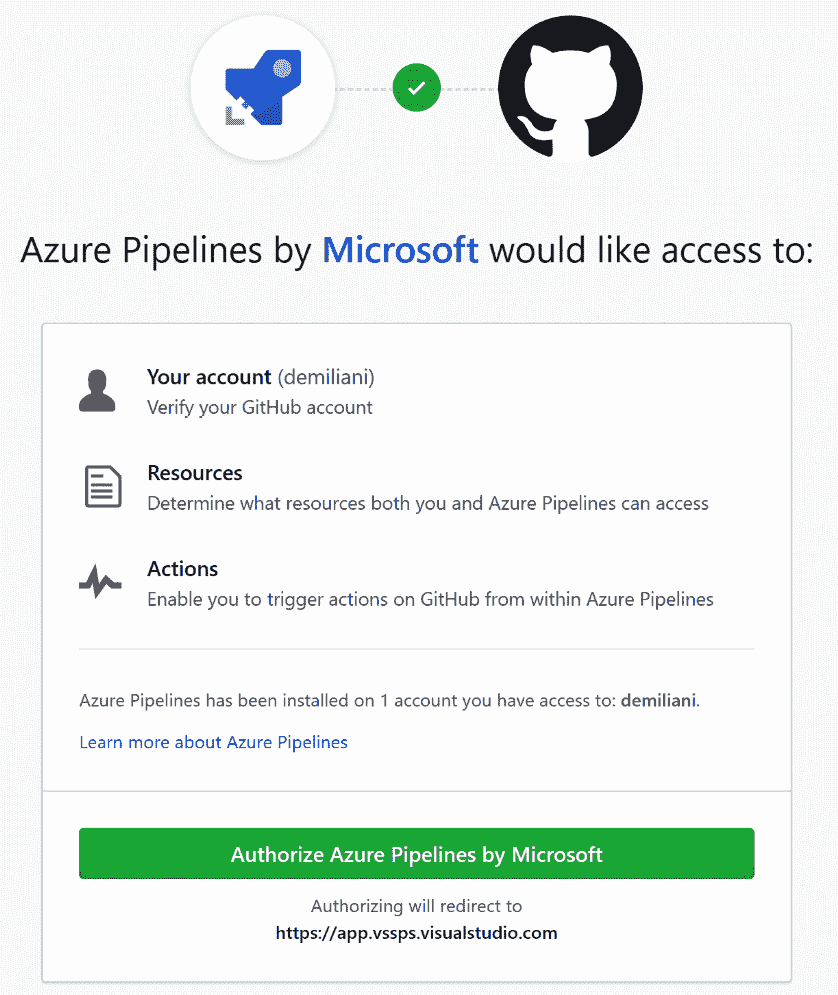 Azure Pipelines by Microsoft would like access to:
Your account (demiliani)
Verify your GitHub account
Resources
Determine what resources both you and Azure Pipelines can access
Actions
Enable you to trigger actions on GitHub from within Azure Pipelines
Azure Pipelines has been installed on 1 account you have access to: demiliani.
Learn more about Azure Pipelines
Authorize Azure Pipelines by Microsoft
Authorizing will redirect to
https://app.vssps.visualstudio.com